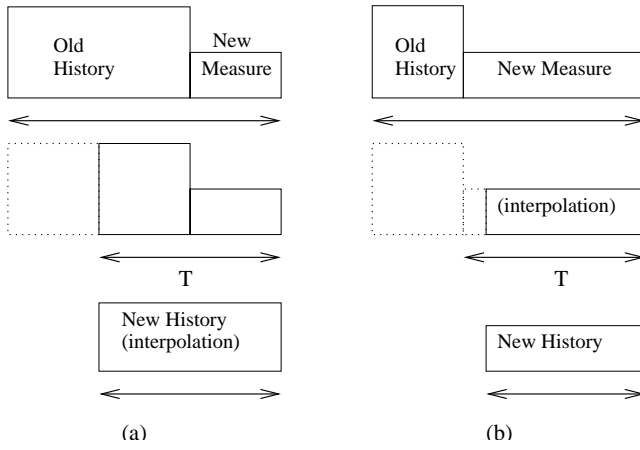 Old
History
New
Measure
T
New History
(interpolation)
(a)
Old
History
New Measure
(interpolation)
T
New History
(b)